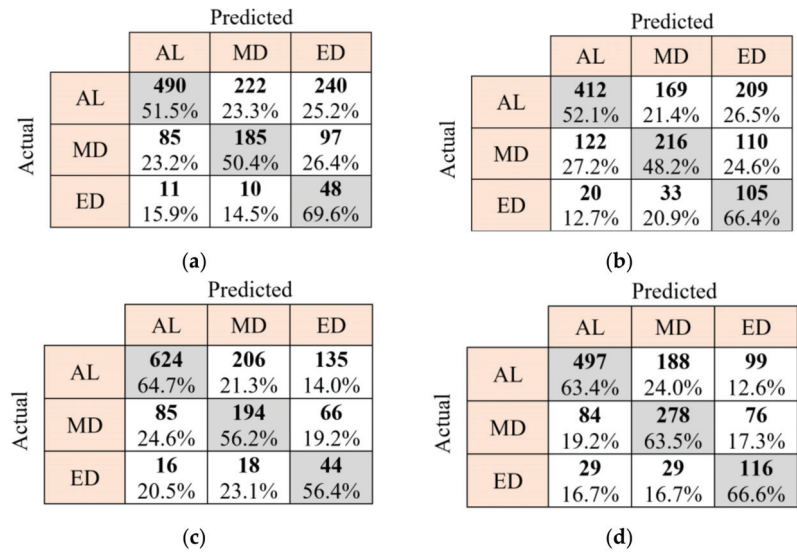 Predicted
AL MD ED
Actual
AL 490 222 240
51.5% 23.3% 25.2%
MD 85 185 97
23.2% 50.4% 26.4%
ED 11 10 48
15.9% 14.5% 69.6%
(a)
Predicted
AL MD ED
Actual
AL 412 169 209
52.1% 21.4% 26.5%
MD 122 216 110
27.2% 48.2% 24.6%
ED 20 33 105
12.7% 20.9% 66.4%
(b)
Predicted
AL MD ED
Actual
AL 624 206 135
64.7% 21.3% 14.0%
MD 85 194 66
24.6% 56.2% 19.2%
ED 16 18 44
20.5% 23.1% 56.4%
(c)
Predicted
AL MD ED
Actual
AL 497 188 99
63.4% 24.0% 12.6%
MD 84 278 76
19.2% 63.5% 17.3%
ED 29 29 116
16.7% 16.7% 66.6%
(d)